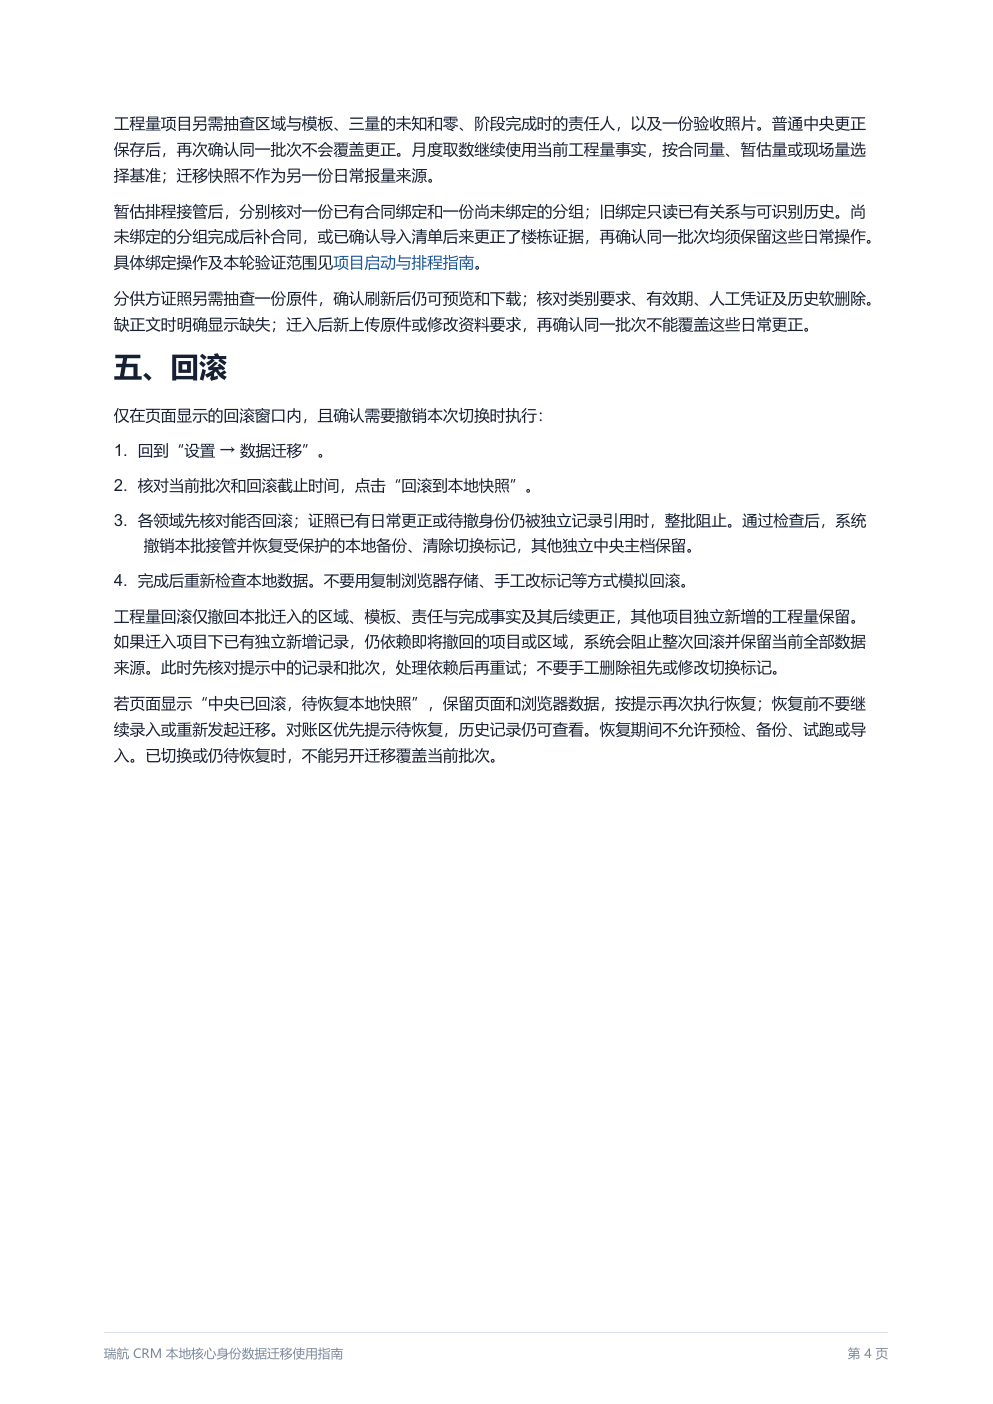 工程量项目另需抽查区域与模板、三量的未知和零、阶段完成时的责任人，以及一份验收照片。普通中央更正
保存后，再次确认同一批次不会覆盖更正。月度取数继续使用当前工程量事实，按合同量、暂估量或现场量选
择基准；迁移快照不作为另一份日常报量来源。
暂估排程接管后，分别核对一份已有合同绑定和一份尚未绑定的分组；旧绑定只读已有关系与可识别历史。尚
未绑定的分组完成后补合同，或已确认导入清单后来更正了楼栋证据，再确认同一批次均须保留这些日常操作。
具体绑定操作及本轮验证范围见项目启动与排程指南。
分供方证照另需抽查一份原件，确认刷新后仍可预览和下载；核对类别要求、有效期、人工凭证及历史软删除。
缺正文时明确显示缺失；迁入后新上传原件或修改资料要求，再确认同一批次不能覆盖这些日常更正。
五、回滚
仅在页面显示的回滚窗口内，且确认需要撤销本次切换时执行：
1. 回到“设置 → 数据迁移”。
2. 核对当前批次和回滚截止时间，点击“回滚到本地快照”。
3. 各领域先核对能否回滚；证照已有日常更正或待撤身份仍被独立记录引用时，整批阻止。通过检查后，系统
撤销本批接管并恢复受保护的本地备份、清除切换标记，其他独立中央主档保留。
4. 完成后重新检查本地数据。不要用复制浏览器存储、手工改标记等方式模拟回滚。
工程量回滚仅撤回本批迁入的区域、模板、责任与完成事实及其后续更正，其他项目独立新增的工程量保留。
如果迁入项目下已有独立新增记录，仍依赖即将撤回的项目或区域，系统会阻止整次回滚并保留当前全部数据
来源。此时先核对提示中的记录和批次，处理依赖后再重试；不要手工删除祖先或修改切换标记。
若页面显示“中央已回滚，待恢复本地快照”，保留页面和浏览器数据，按提示再次执行恢复；恢复前不要继
续录入或重新发起迁移。对账区优先提示待恢复，历史记录仍可查看。恢复期间不允许预检、备份、试跑或导
入。已切换或仍待恢复时，不能另开迁移覆盖当前批次。
瑞航 CRM 本地核心身份数据迁移使用指南
第 4 页